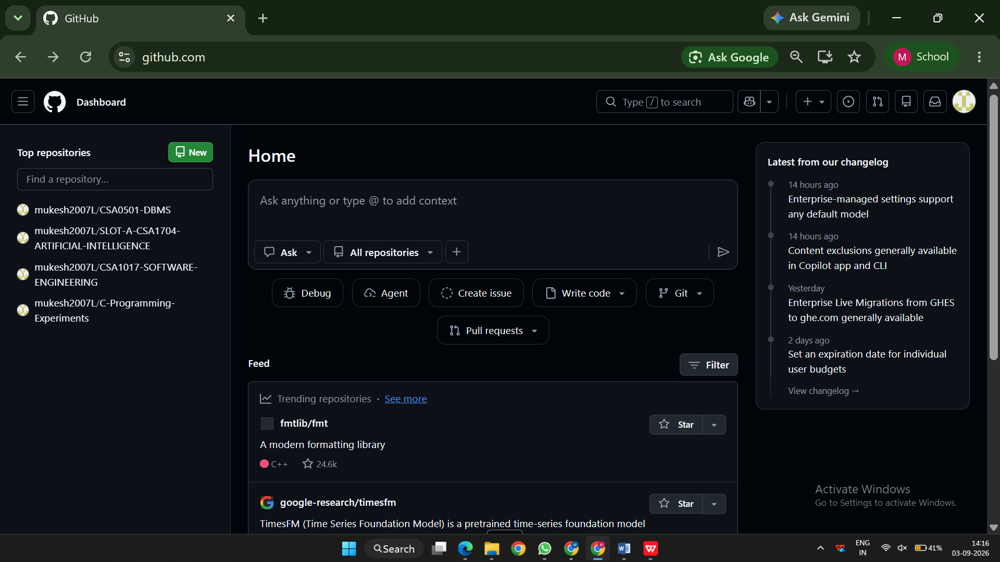 GitHub
Ask Gemini
github.com
Ask Google
M School
Dashboard
Type / to search
Top repositories
New
Find a repository...
mukesh2007L/CSA0501-DBMS
mukesh2007L/SLOT-A-CSA1704-
ARTIFICIAL-INTELLIGENCE
mukesh2007L/CSA1017-SOFTWARE-
ENGINEERING
mukesh2007L/C-Programming-
Experiments
Home
Ask anything or type @ to add context
Ask
All repositories
Debug
Agent
Create issue
Write code
Git
Pull requests
Feed
Filter
Trending repositories · See more
fmtlib/fmt
Star
A modern formatting library
C++
24.6k
google-research/timesfm
Star
TimesFM (Time Series Foundation Model) is a pretrained time-series foundation model
Latest from our changelog
14 hours ago
Enterprise-managed settings support
any default model
14 hours ago
Content exclusions generally available
in Copilot app and CLI
Yesterday
Enterprise Live Migrations from GHES
to ghe.com generally available
2 days ago
Set an expiration date for individual
user budgets
View changelog →
Activate Windows
Go to Settings to activate Windows.
Search
ENG
IN
41%
14:16
03-09-2026